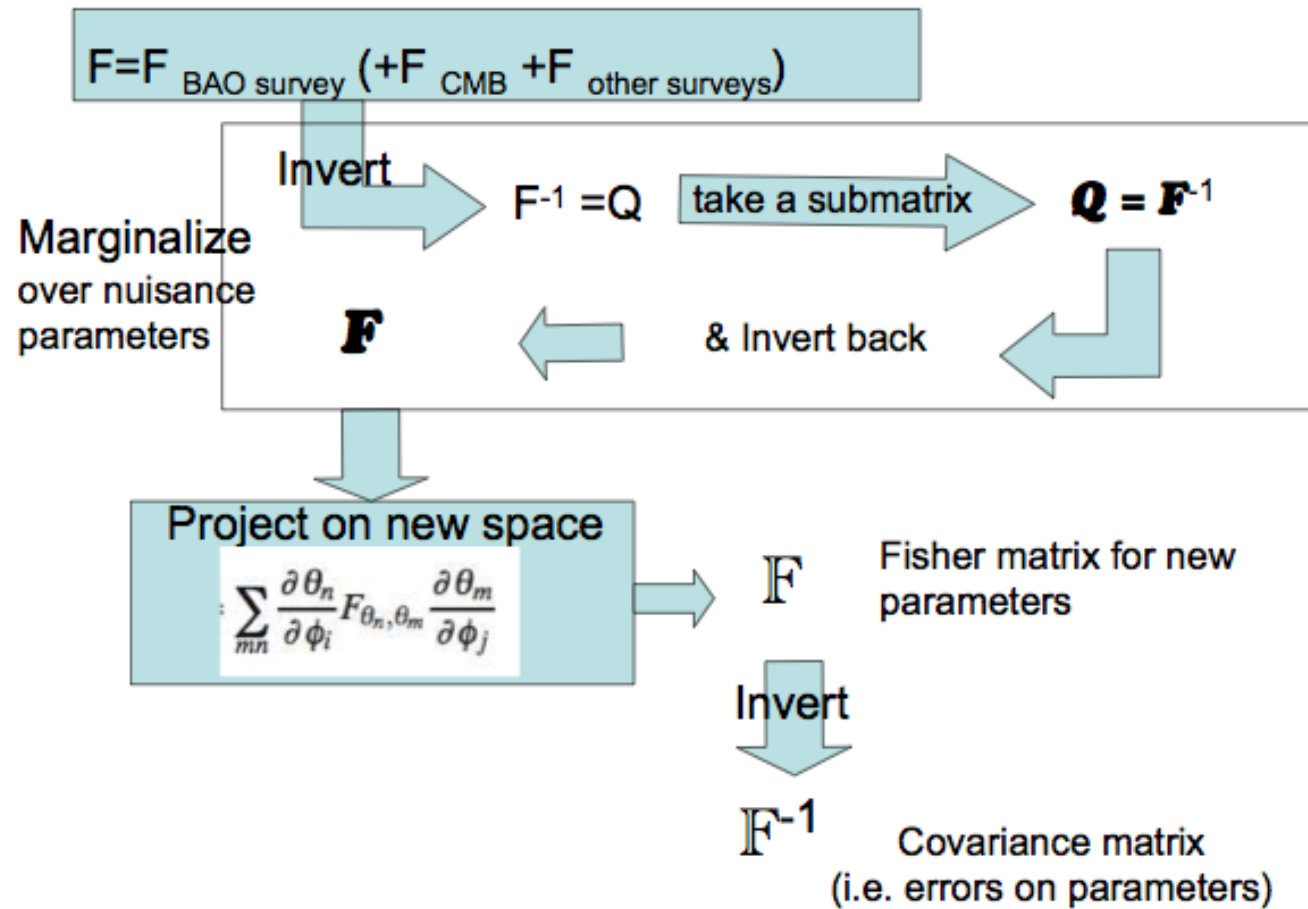 F=F BAO survey (+F CMB +F other surveys)
Invert
F⁻¹ =Q
take a submatrix
𝑸 = 𝑭⁻¹
Marginalize
over nuisance
parameters
𝑭
& Invert back
Project on new space
: ∑ₘₙ ∂θₙ/∂ϕᵢ F_θₙ,θₘ ∂θₘ/∂ϕⱼ
𝔽
Fisher matrix for new
parameters
Invert
𝔽⁻¹
Covariance matrix
(i.e. errors on parameters)